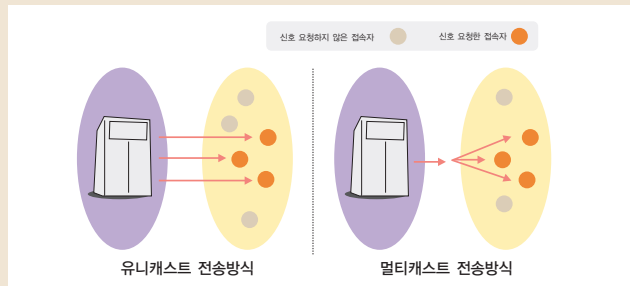 신호 요청하지 않은 접속자
신호 요청한 접속자
유니캐스트 전송방식
멀티캐스트 전송방식